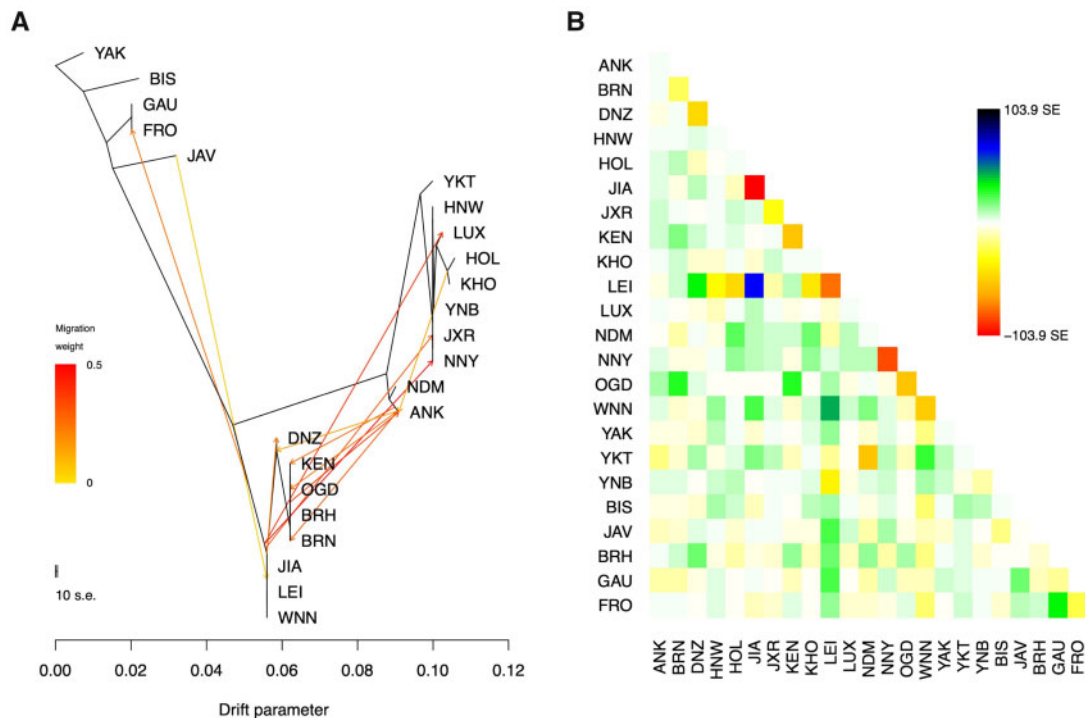 A
YAK
BIS
GAU
FRO
JAV
YKT
HNW
LUX
HOL
KHO
YNB
JXR
NNY
NDM
ANK
DNZ
KEN
OGD
BRH
BRN
JIA
LEI
WNN
Migration
weight
0.5
0
10 s.e.
0.00 0.02 0.04 0.06 0.08 0.10 0.12
Drift parameter
B
ANK
BRN
DNZ
HNW
HOL
JIA
JXR
KEN
KHO
LEI
LUX
NDM
NNY
OGD
WNN
YAK
YKT
YNB
BIS
JAV
BRH
GAU
FRO
103.9 SE
−103.9 SE
ANK BRN DNZ HNW HOL JIA JXR KEN KHO LEI LUX NDM NNY OGD WNN YAK YKT YNB BIS JAV BRH GAU FRO